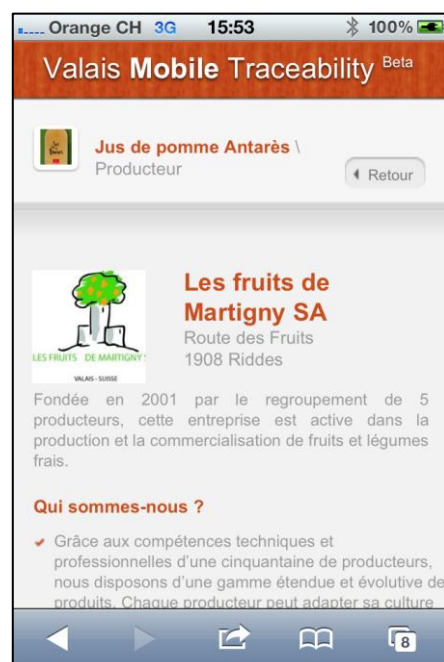 Orange CH 3G 15:53 100%
Valais Mobile Traceability Beta
Jus de pomme Antarès \
Producteur
Retour
Les fruits de
Martigny SA
Route des Fruits
1908 Riddes
LES FRUITS DE MARTIGNY
VALAIS - SUISSE
Fondée en 2001 par le regroupement de 5
producteurs, cette entreprise est active dans la
production et la commercialisation de fruits et légumes
frais.
Qui sommes-nous ?
Grâce aux compétences techniques et
professionnelles d'une cinquantaine de producteurs,
nous disposons d'une gamme étendue et évolutive de
produits. Chaque producteur peut adapter sa culture
8